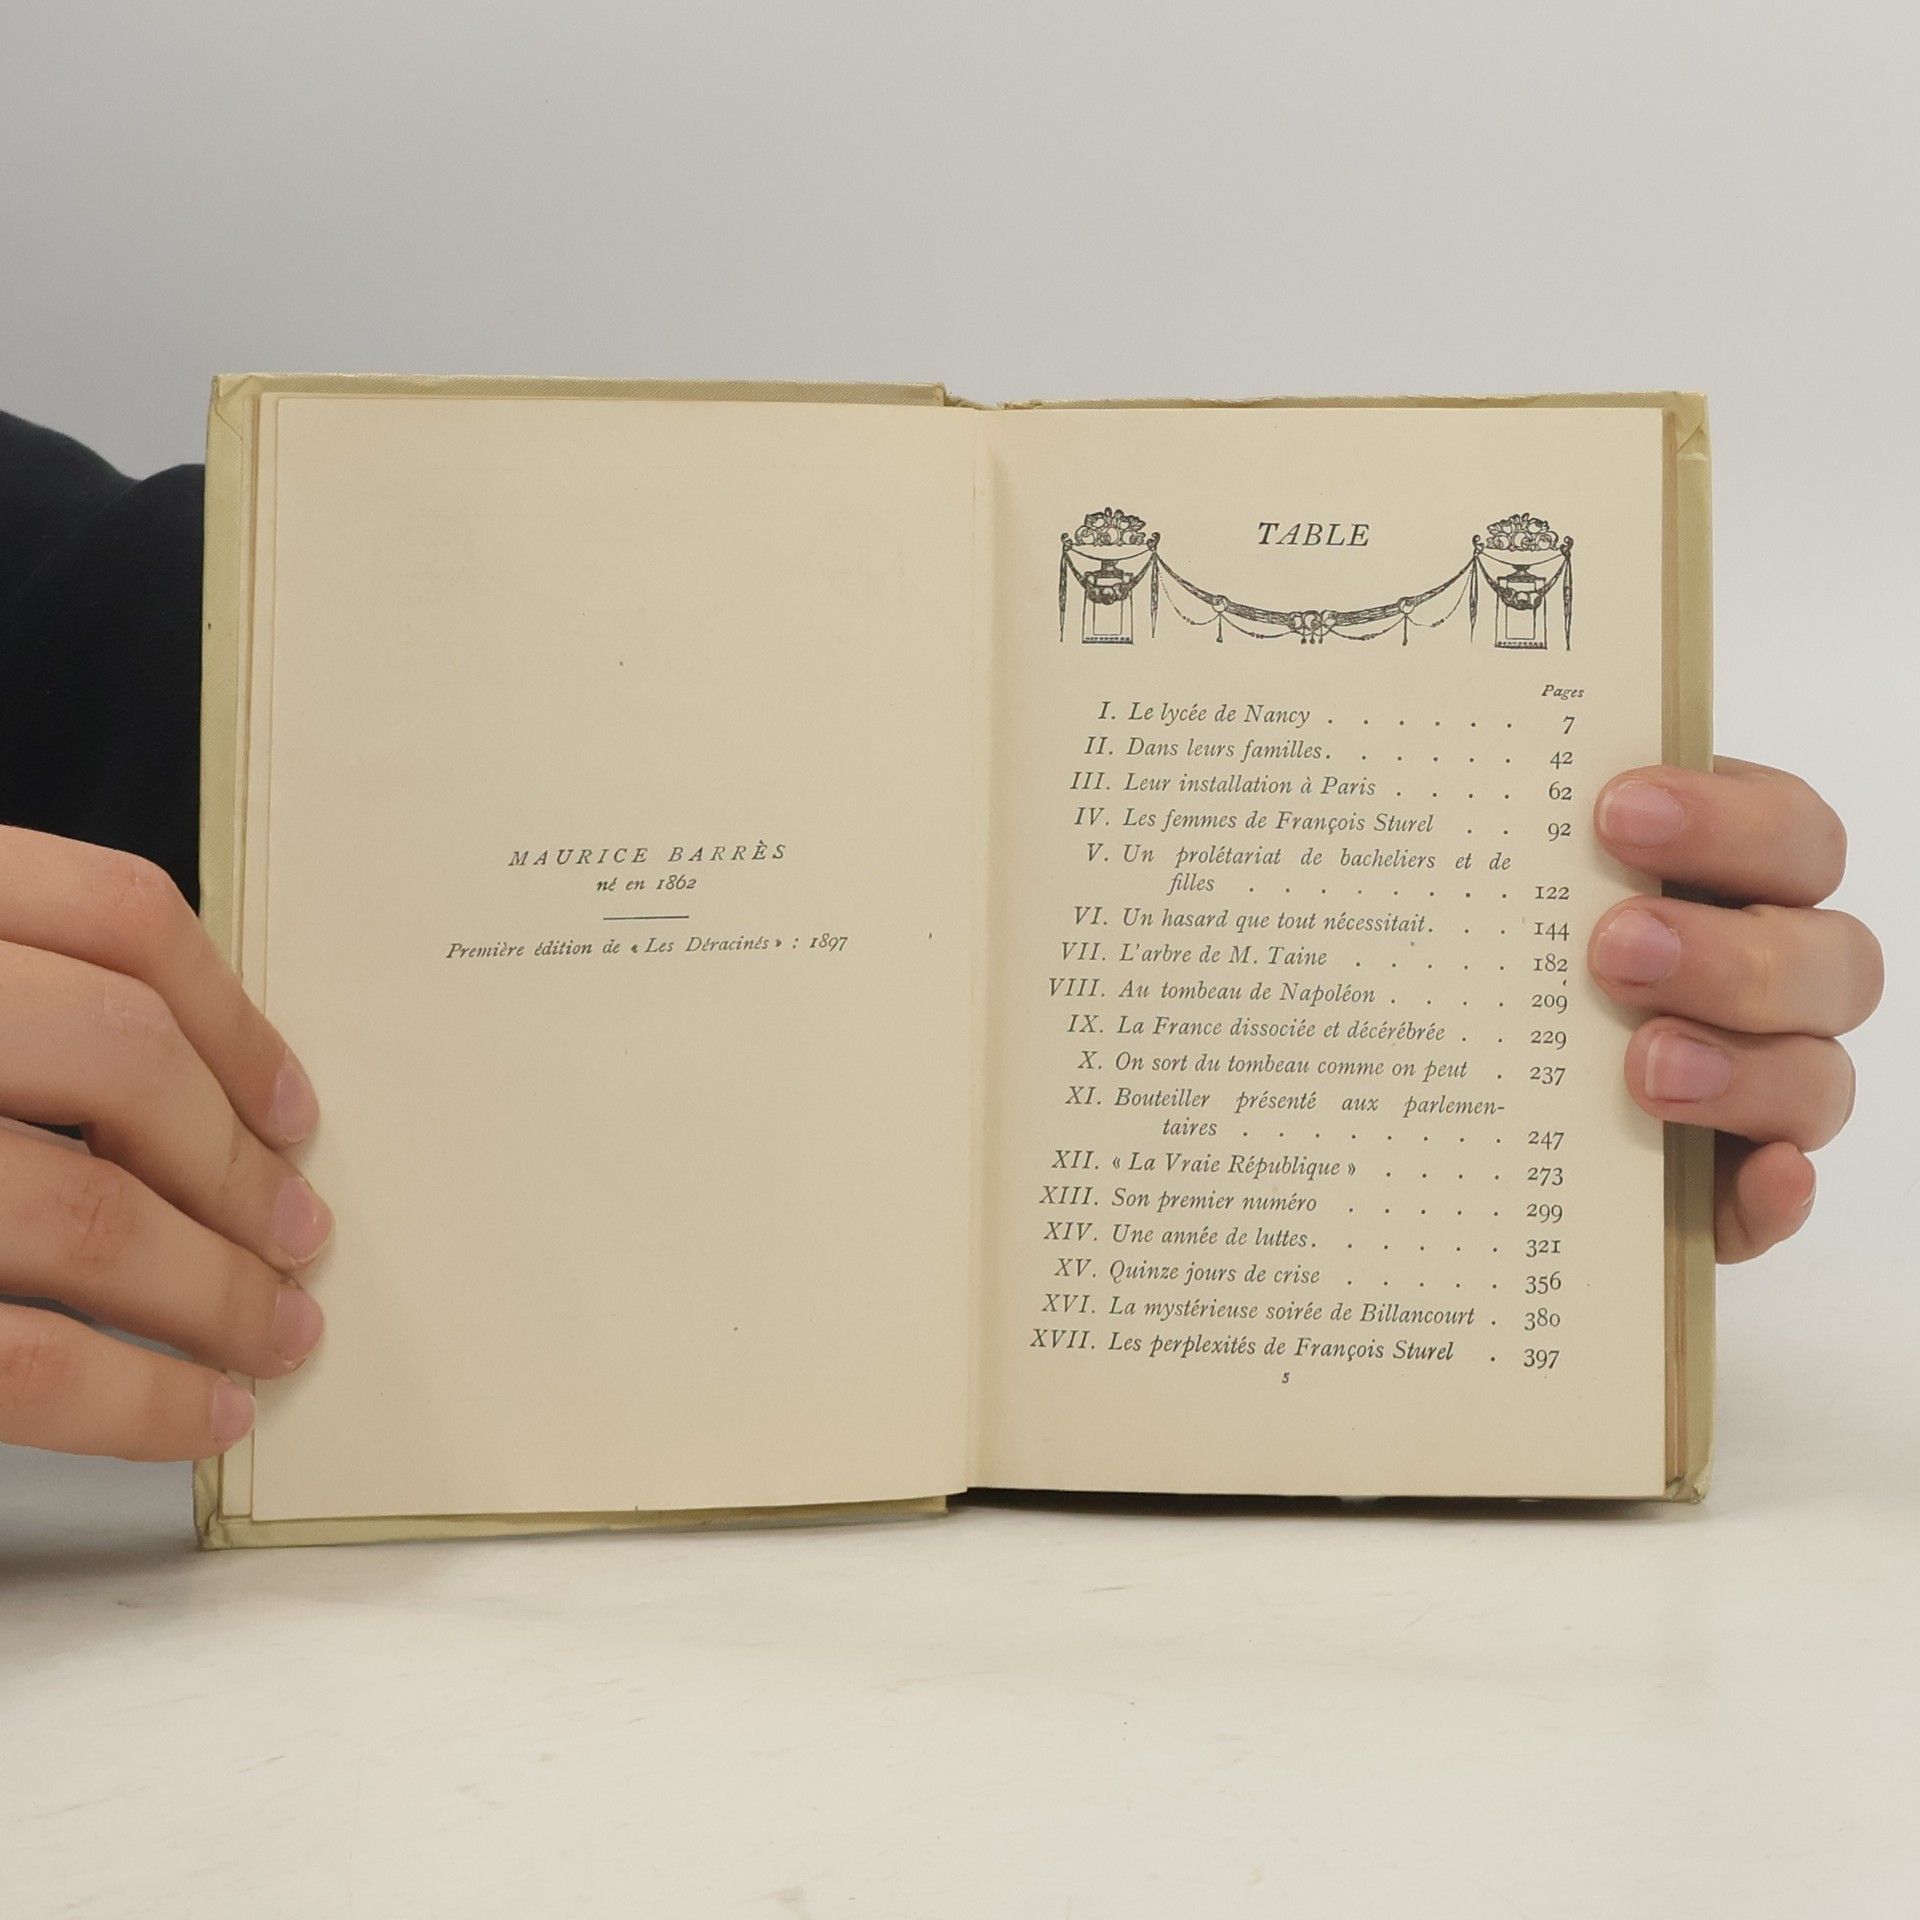 MAURICE BARRÈS
né en 1862
Première édition de « Les Déracinés » : 1897
TABLE
Pages
I. Le lycée de Nancy . . . . . . 7
II. Dans leurs familles. . . . . . 42
III. Leur installation à Paris . . . . 62
IV. Les femmes de François Sturel . . 92
V. Un prolétariat de bacheliers et de
filles . . . . . . . . 122
VI. Un hasard que tout nécessitait. . . 144
VII. L'arbre de M. Taine . . . . . 182
VIII. Au tombeau de Napoléon . . . . 209
IX. La France dissociée et décérébrée . . 229
X. On sort du tombeau comme on peut . 237
XI. Bouteiller présenté aux parlemen-
taires . . . . . . . . 247
XII. « La Vraie République » . . . . 273
XIII. Son premier numéro . . . . . 299
XIV. Une année de luttes. . . . . . 321
XV. Quinze jours de crise . . . . . 356
XVI. La mystérieuse soirée de Billancourt . 380
XVII. Les perplexités de François Sturel . 397
5